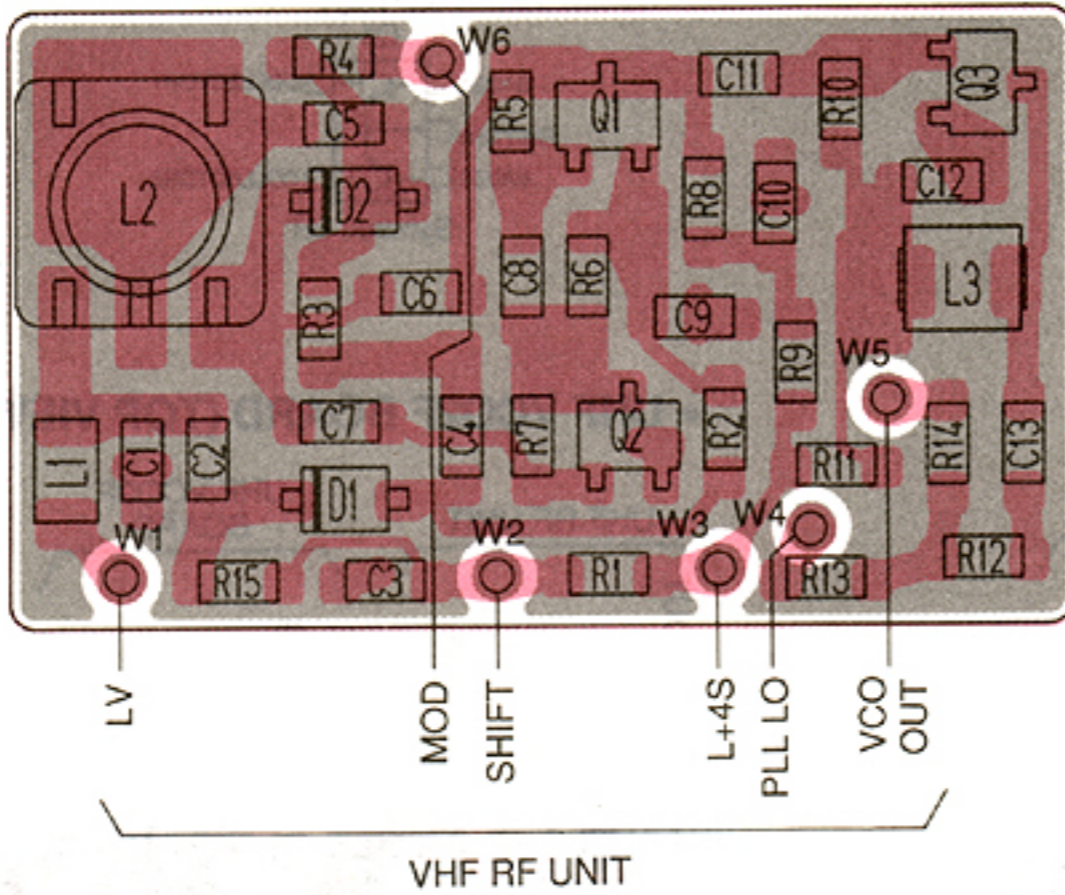 R4
W6
C11
R10
Q3
C5
R5
Q1
L2
D2
R8
C10
C12
R3
C6
C8
R6
C9
L3
R9
W5
L1
C1
C2
C7
C4
R7
Q2
R2
R11
R14
C13
D1
W1
W2
W3
W4
R15
C3
R1
R13
R12
LV
MOD
SHIFT
L+4S
PLL LO
VCO
OUT
VHF RF UNIT